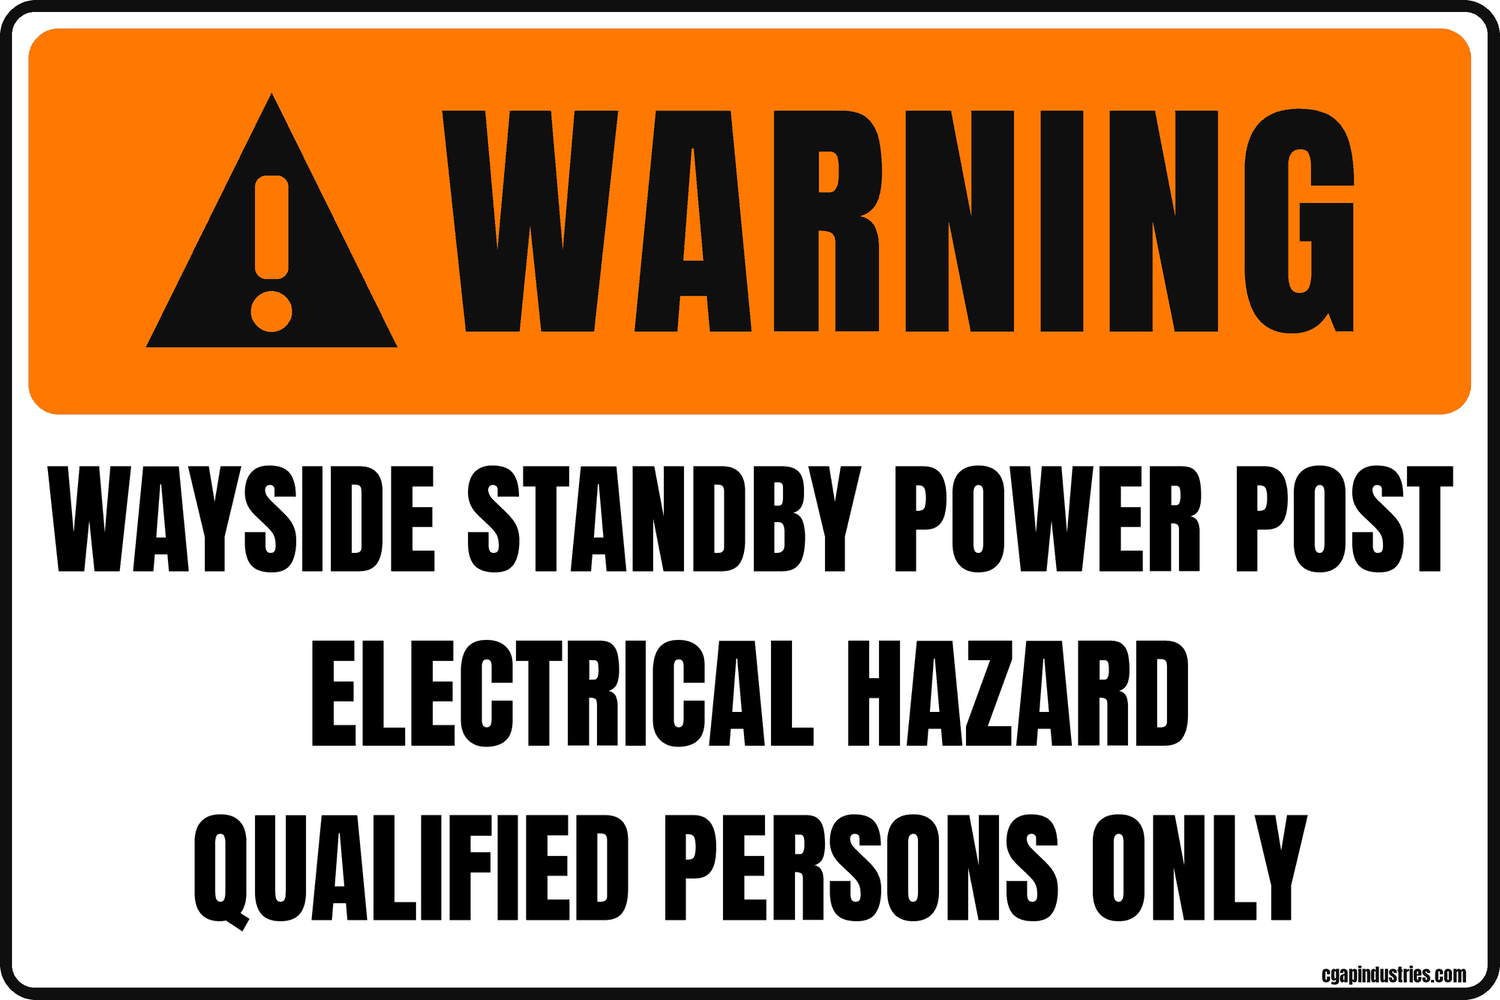 WARNING
WAYSIDE STANDBY POWER POST
ELECTRICAL HAZARD
QUALIFIED PERSONS ONLY
cgapindustries.com